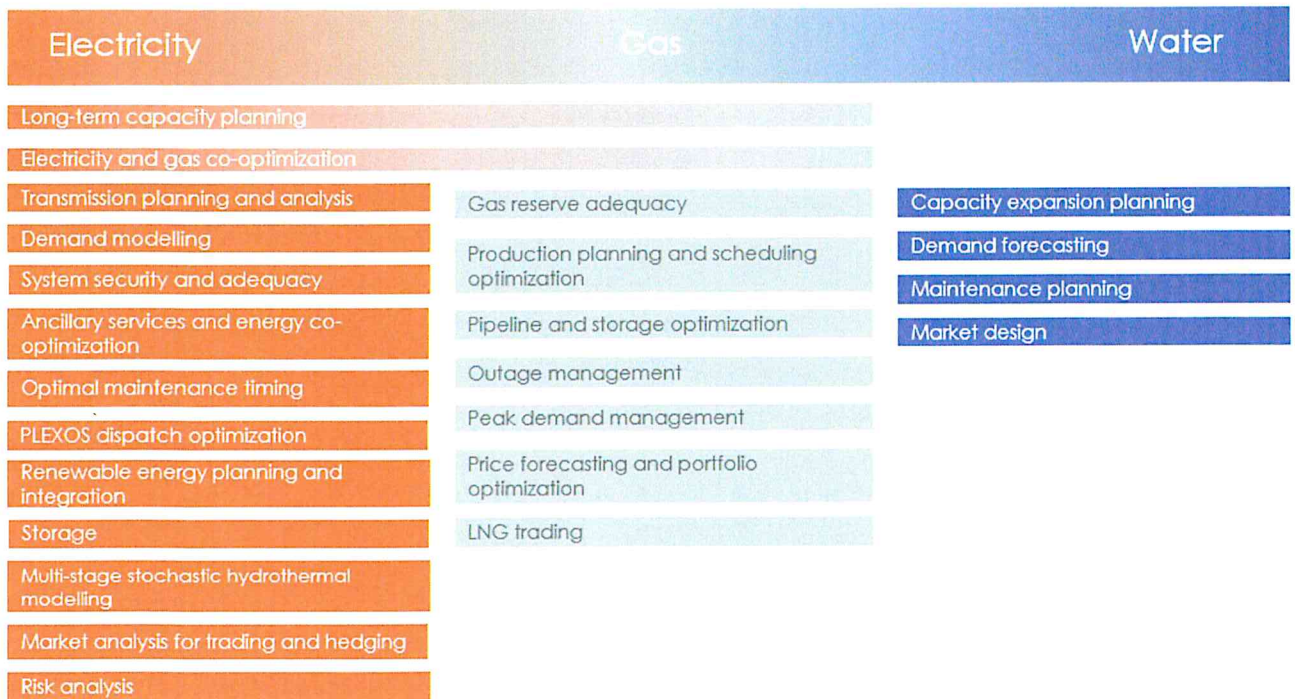 Electricity
Gas
Water
Long-term capacity planning
Electricity and gas co-optimization
Transmission planning and analysis
Demand modelling
System security and adequacy
Ancillary services and energy co-
optimization
Optimal maintenance timing
PLEXOS dispatch optimization
Renewable energy planning and
integration
Storage
Multi-stage stochastic hydrothermal
modelling
Market analysis for trading and hedging
Risk analysis
Gas reserve adequacy
Production planning and scheduling
optimization
Pipeline and storage optimization
Outage management
Peak demand management
Price forecasting and portfolio
optimization
LNG trading
Capacity expansion planning
Demand forecasting
Maintenance planning
Market design